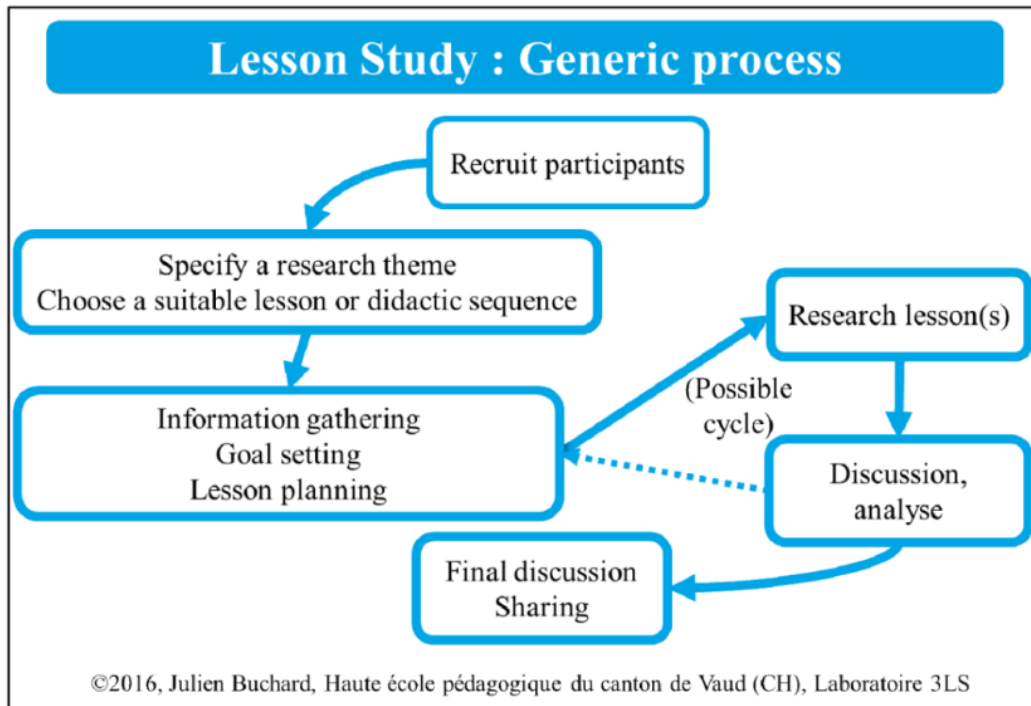 Lesson Study : Generic process
Recruit participants
Specify a research theme
Choose a suitable lesson or didactic sequence
Information gathering
Goal setting
Lesson planning
(Possible
cycle)
Research lesson(s)
Discussion,
analyse
Final discussion
Sharing
©2016, Julien Buchard, Haute école pédagogique du canton de Vaud (CH), Laboratoire 3LS